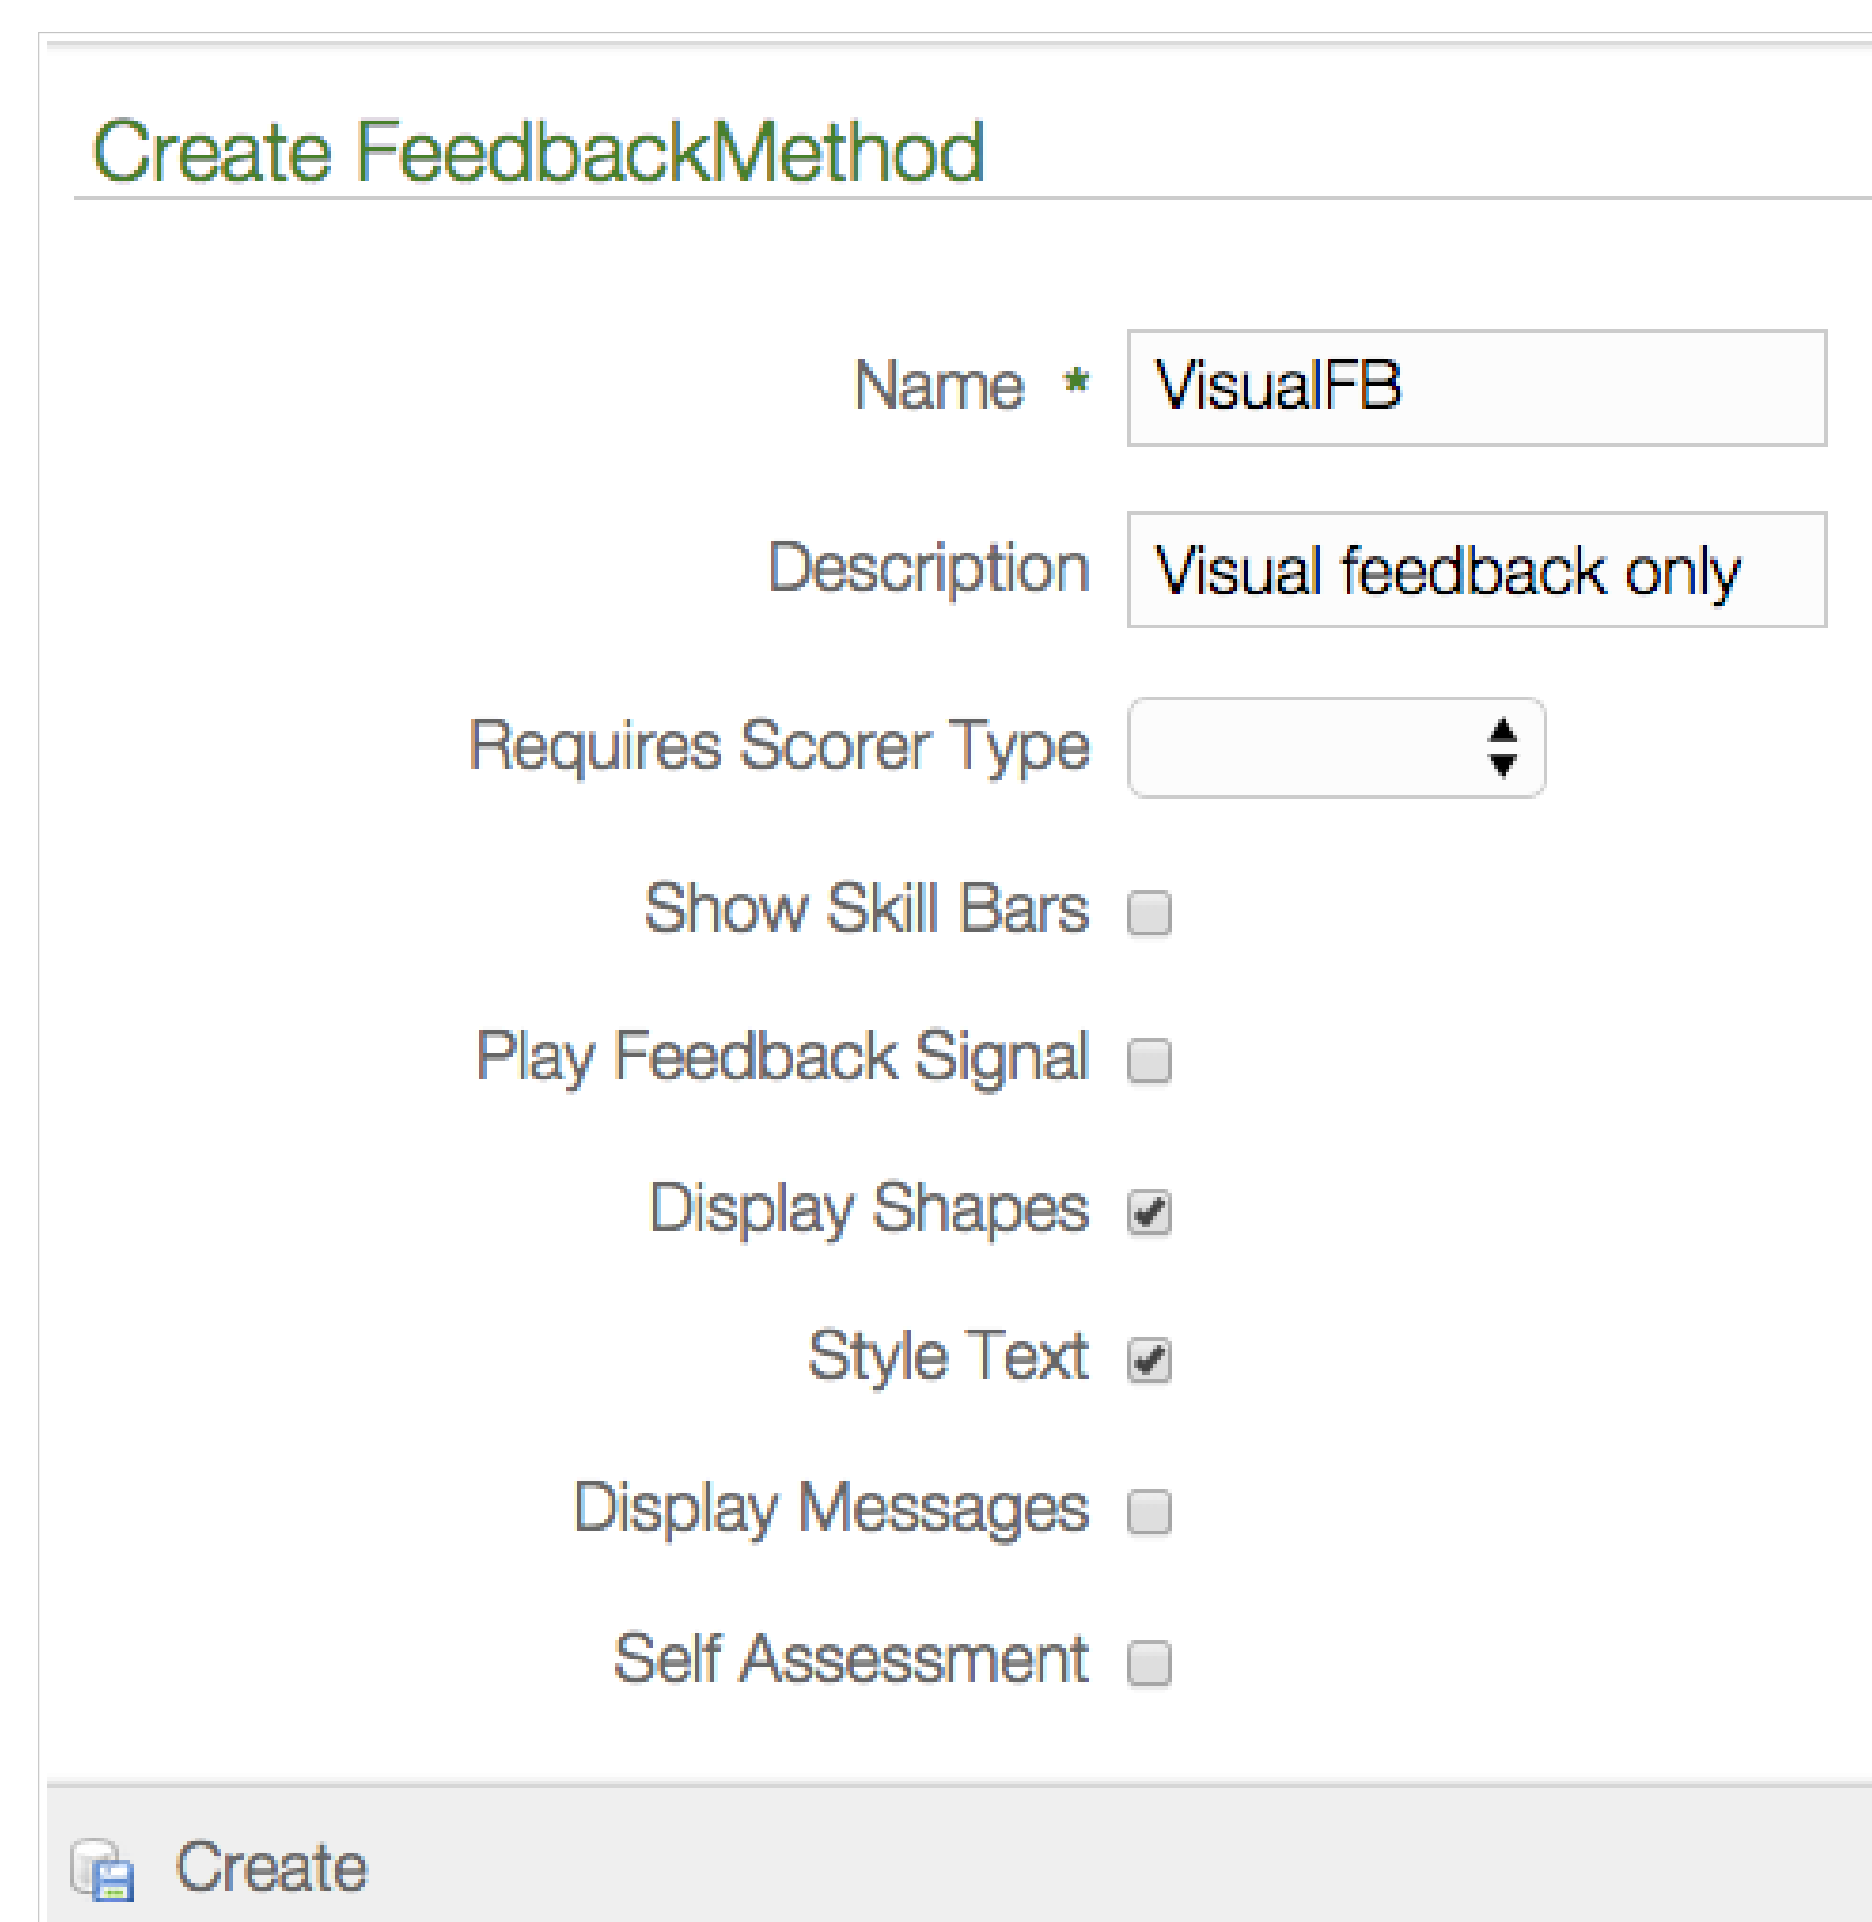 Create FeedbackMethod
Name * VisualFB
Description Visual feedback only
Requires Scorer Type
Show Skill Bars
Play Feedback Signal
Display Shapes
Style Text
Display Messages
Self Assessment
Create